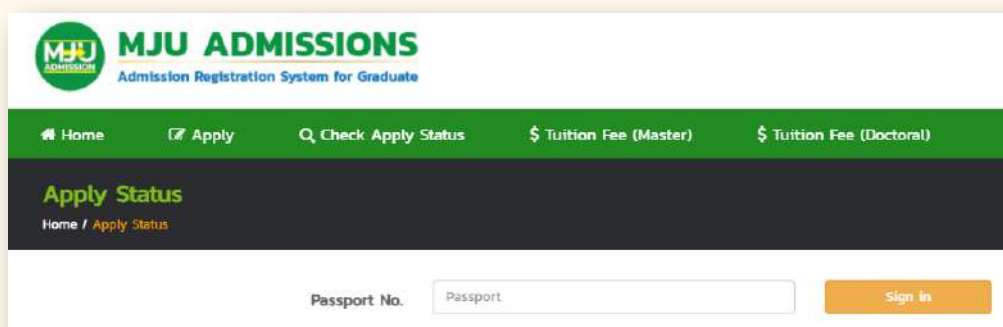 MJU ADMISSION
MJU ADMISSIONS
Admission Registration System for Graduate
Home Apply Check Apply Status $ Tuition Fee (Master) $ Tuition Fee (Doctoral)
Apply Status
Home / Apply Status
Passport No. Passport Sign in